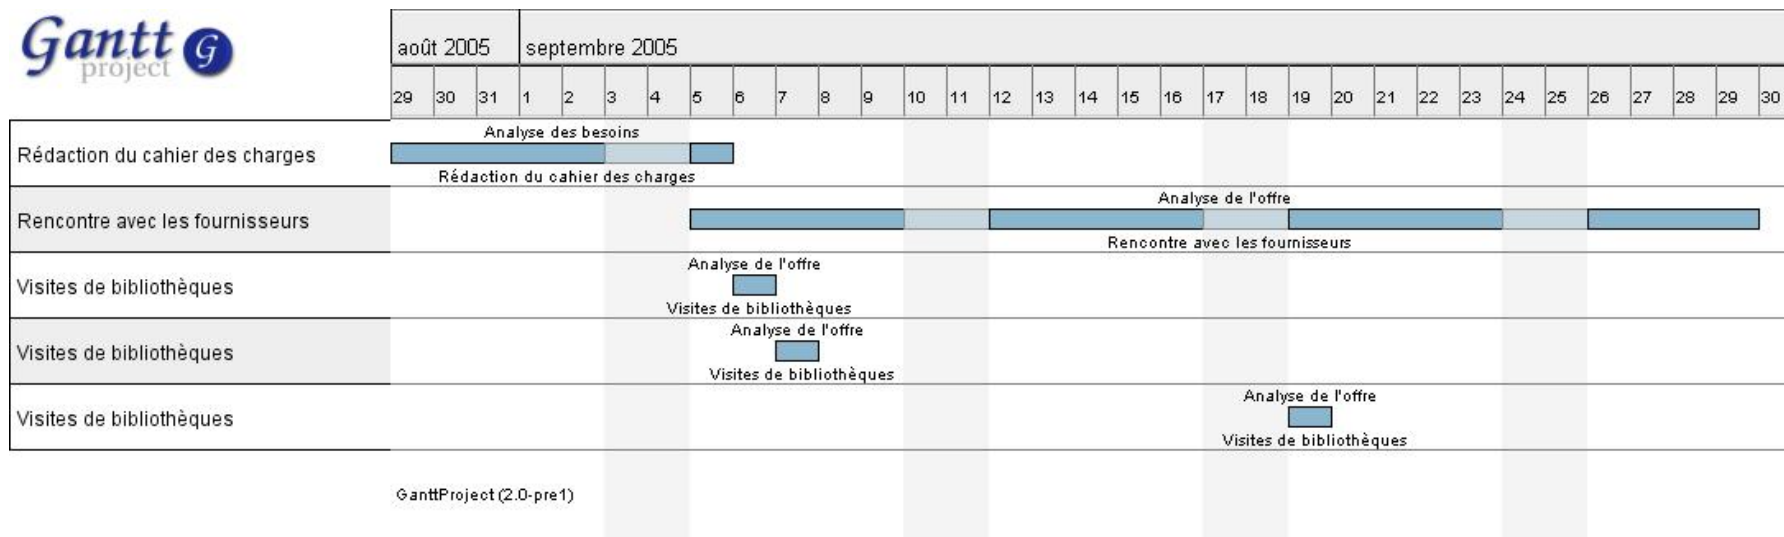 Gantt G
project
août 2005 septembre 2005
29 30 31 1 2 3 4 5 6 7 8 9 10 11 12 13 14 15 16 17 18 19 20 21 22 23 24 25 26 27 28 29 30
Analyse des besoins
Rédaction du cahier des charges
Rédaction du cahier des charges
Analyse de l'offre
Rencontre avec les fournisseurs
Rencontre avec les fournisseurs
Analyse de l'offre
Visites de bibliothèques
Visites de bibliothèques
Analyse de l'offre
Visites de bibliothèques
Visites de bibliothèques
Analyse de l'offre
Visites de bibliothèques
Visites de bibliothèques
GanttProject (2.0-pre1)